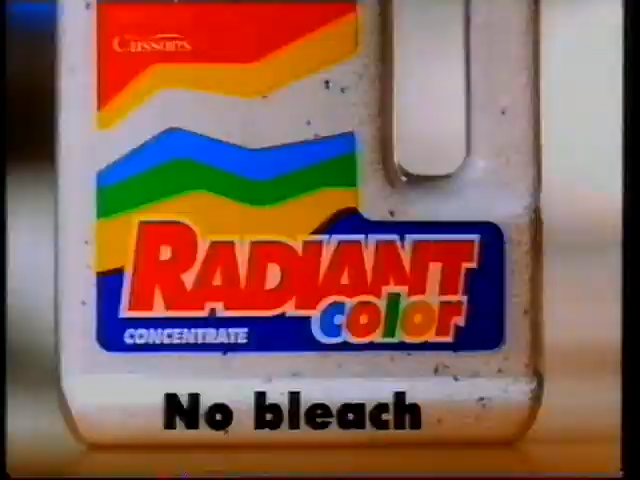 Cussons
RADIANT
color
CONCENTRATE
No bleach